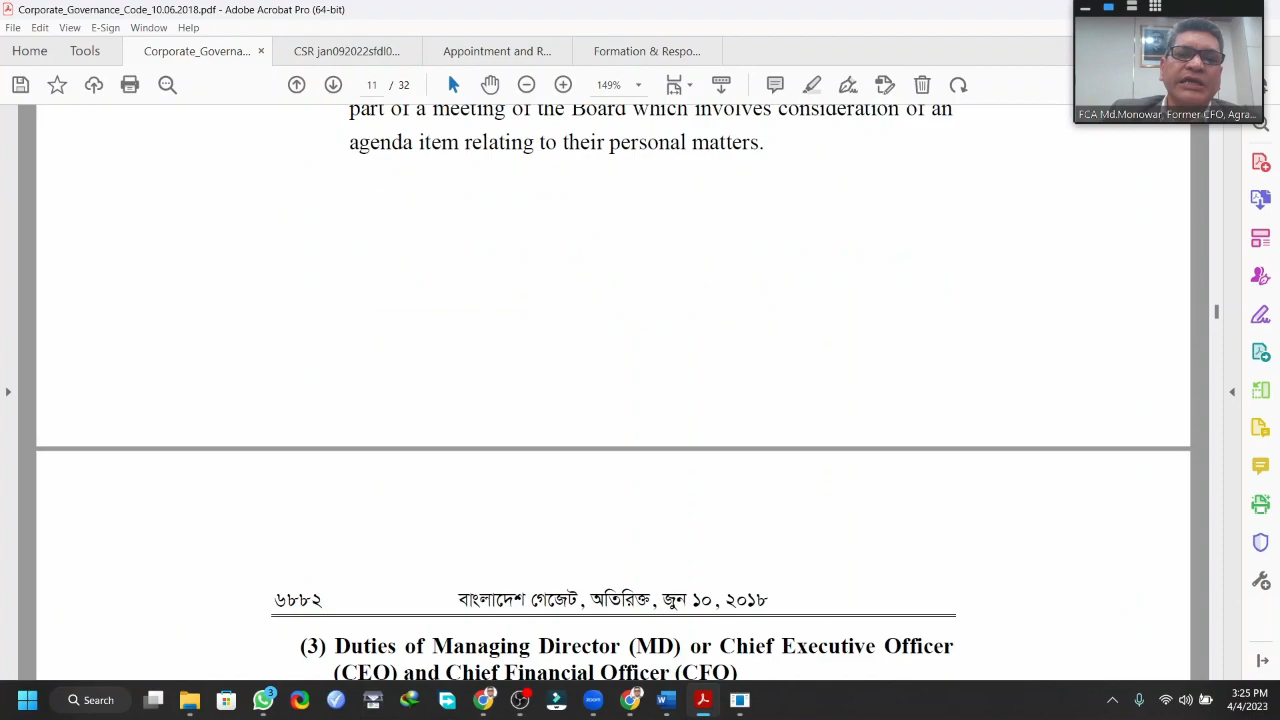 Corporate_Governance_Code_10.06.2018.pdf - Adobe Acrobat Pro (64-bit)
File Edit View E-Sign Window Help
Home Tools Corporate_Governa... × CSR jan092022sfdl0... Appointment and R... Formation & Respo...
11 / 32 149%
FCA Md.Monowar, Former CFO, Agra...
part of a meeting of the Board which involves consideration of an
agenda item relating to their personal matters.
৬৮৮২ বাংলাদেশ গেজেট, অতিরিক্ত, জুন ১০, ২০১৮
(3) Duties of Managing Director (MD) or Chief Executive Officer
(CEO) and Chief Financial Officer (CFO)
Search 3 3:25 PM
4/4/2023